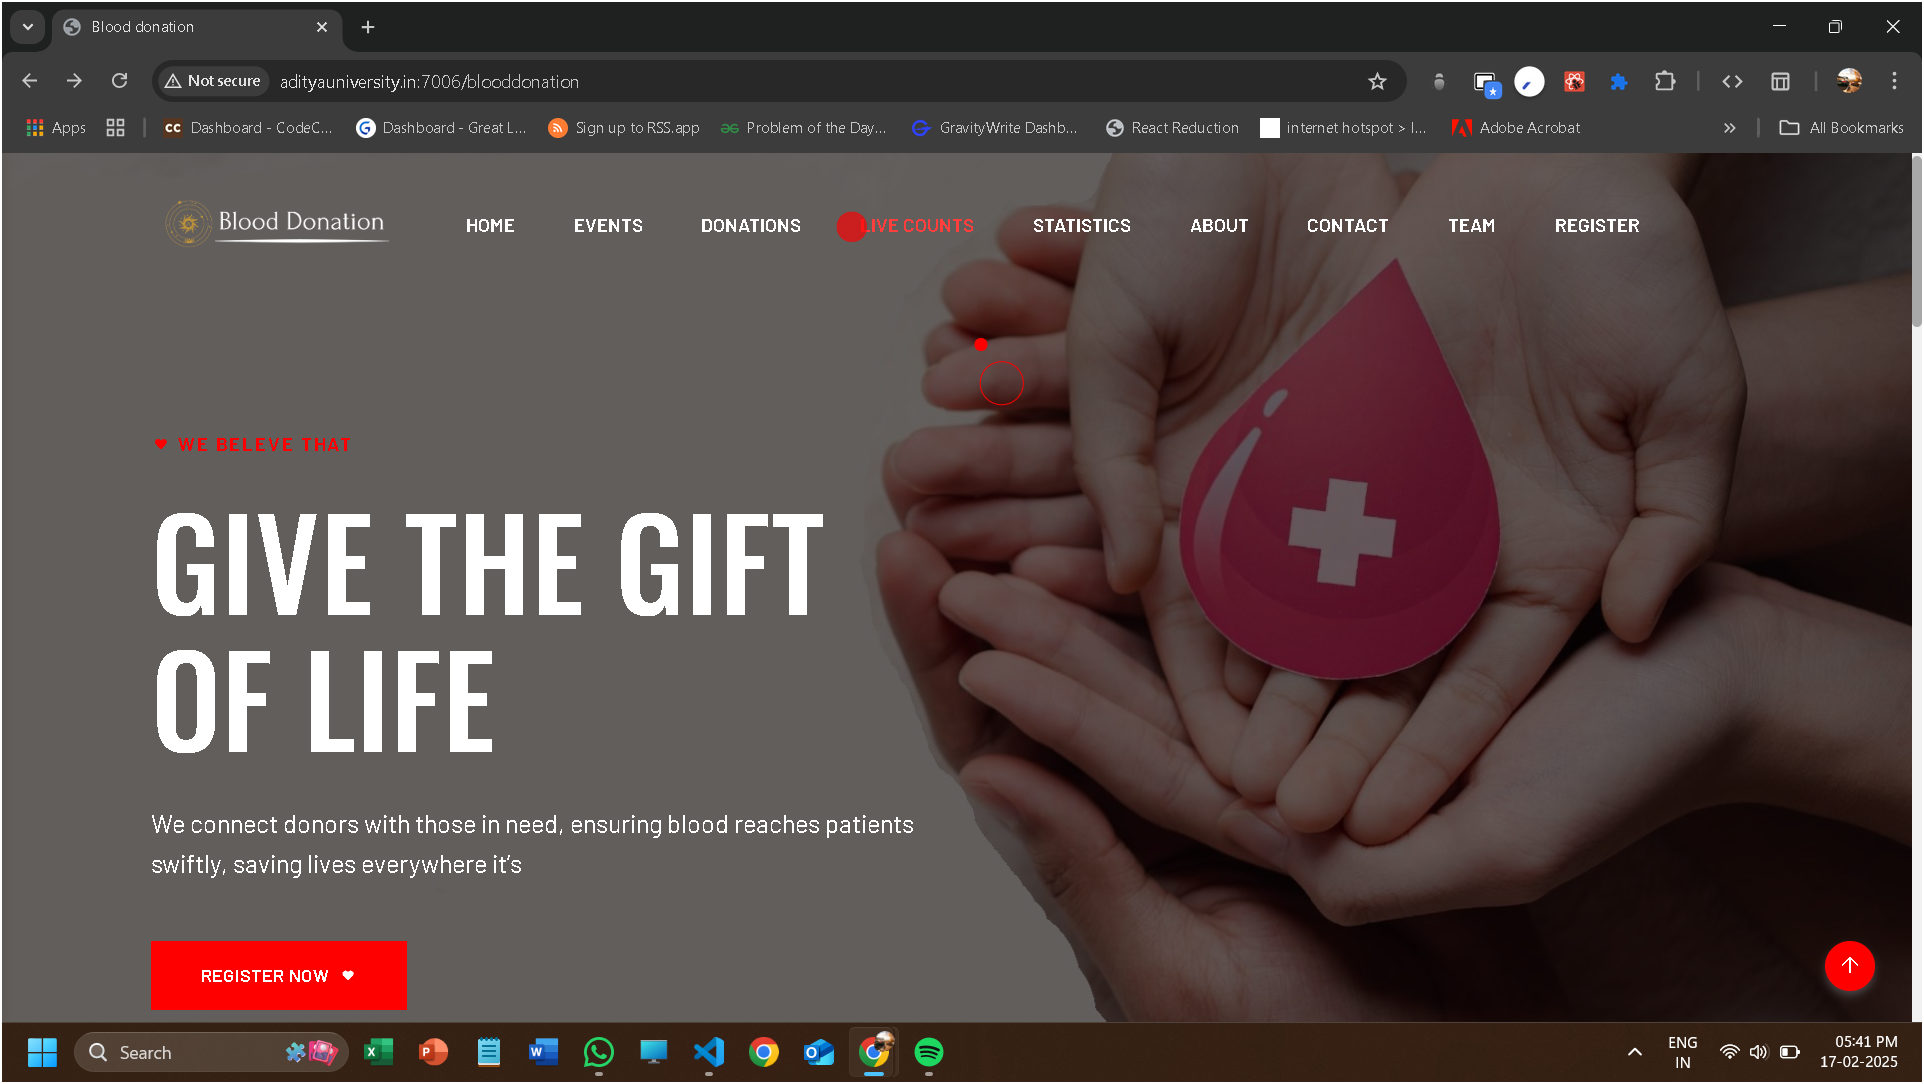 Blood donation
Not secure
adityauniversity.in:7006/blooddonation
Apps
CC Dashboard - CodeC...
Dashboard - Great L...
Sign up to RSS.app
Problem of the Day...
GravityWrite Dashb...
React Reduction
internet hotspot > I...
Adobe Acrobat
All Bookmarks
Blood Donation
HOME
EVENTS
DONATIONS
LIVE COUNTS
STATISTICS
ABOUT
CONTACT
TEAM
REGISTER
WE BELEVE THAT
GIVE THE GIFT
OF LIFE
We connect donors with those in need, ensuring blood reaches patients
swiftly, saving lives everywhere it’s
REGISTER NOW
Search
ENG
IN
05:41 PM
17-02-2025